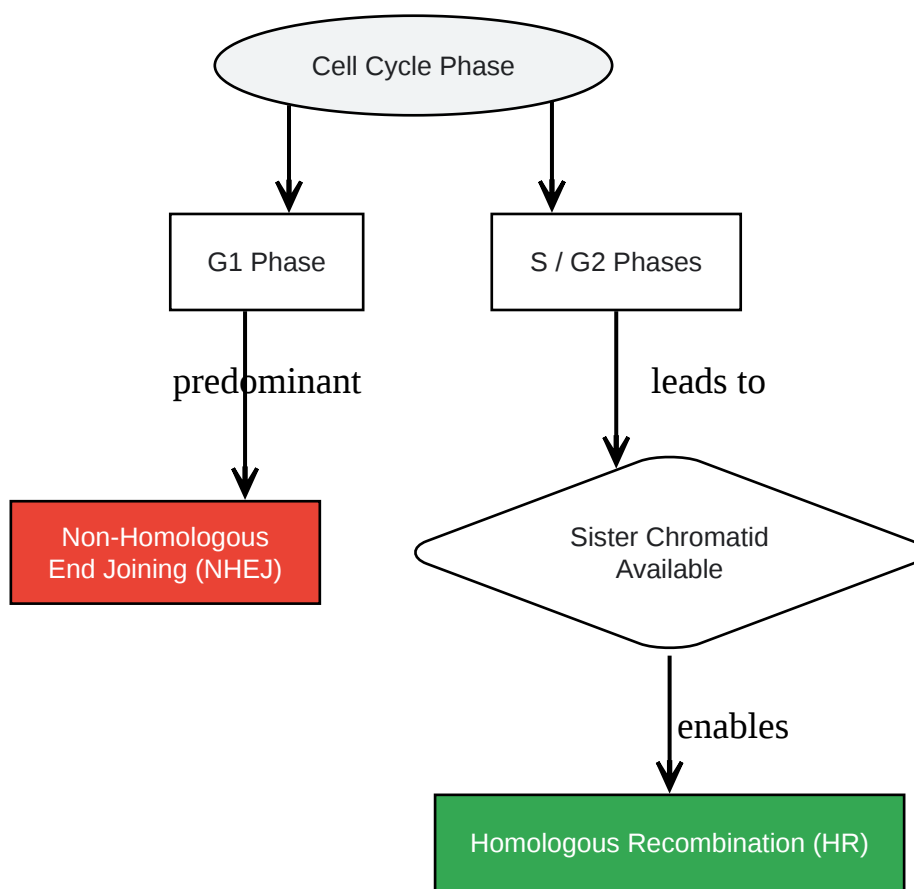 Cell Cycle Phase
G1 Phase
S / G2 Phases
predominant
leads to
Non-Homologous
End Joining (NHEJ)
Sister Chromatid
Available
enables
Homologous Recombination (HR)